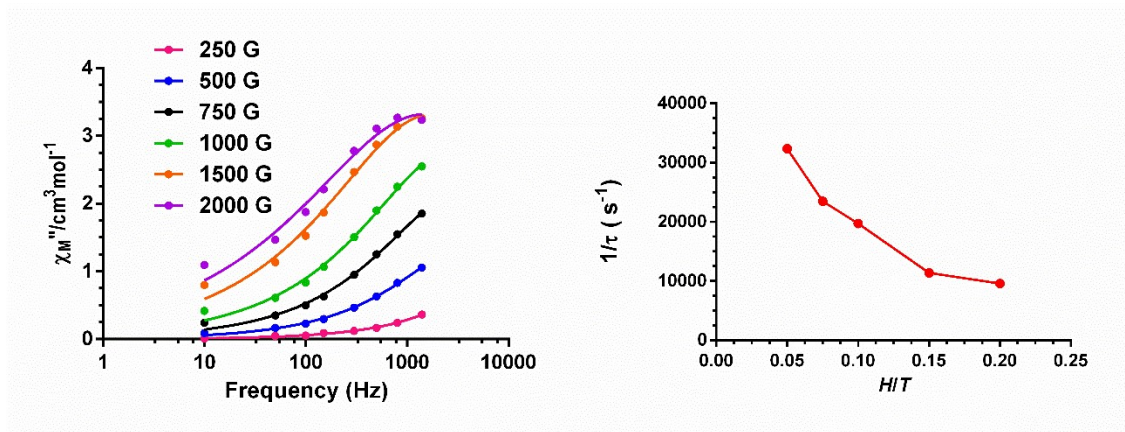 250 G
500 G
750 G
1000 G
1500 G
2000 G
χM"/cm3mol-1
4
3
2
1
0
1
10
100
1000
10000
Frequency (Hz)
1/τ ( s-1)
40000
30000
20000
10000
0
0.00
0.05
0.10
0.15
0.20
0.25
H/T